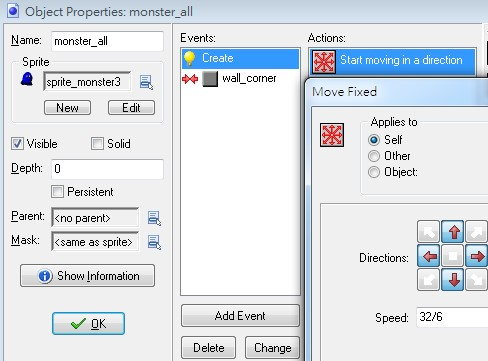 Object Properties: monster_all
Name: monster_all
Sprite
sprite_monster3
New Edit
Visible Solid
Depth: 0
Persistent
Parent: <no parent>
Mask: <same as sprite>
Show Information
OK
Events:
Create
wall_corner
Add Event
Delete Change
Actions:
Start moving in a direction
Move Fixed
Applies to
Self
Other
Object:
Directions:
Speed: 32/6